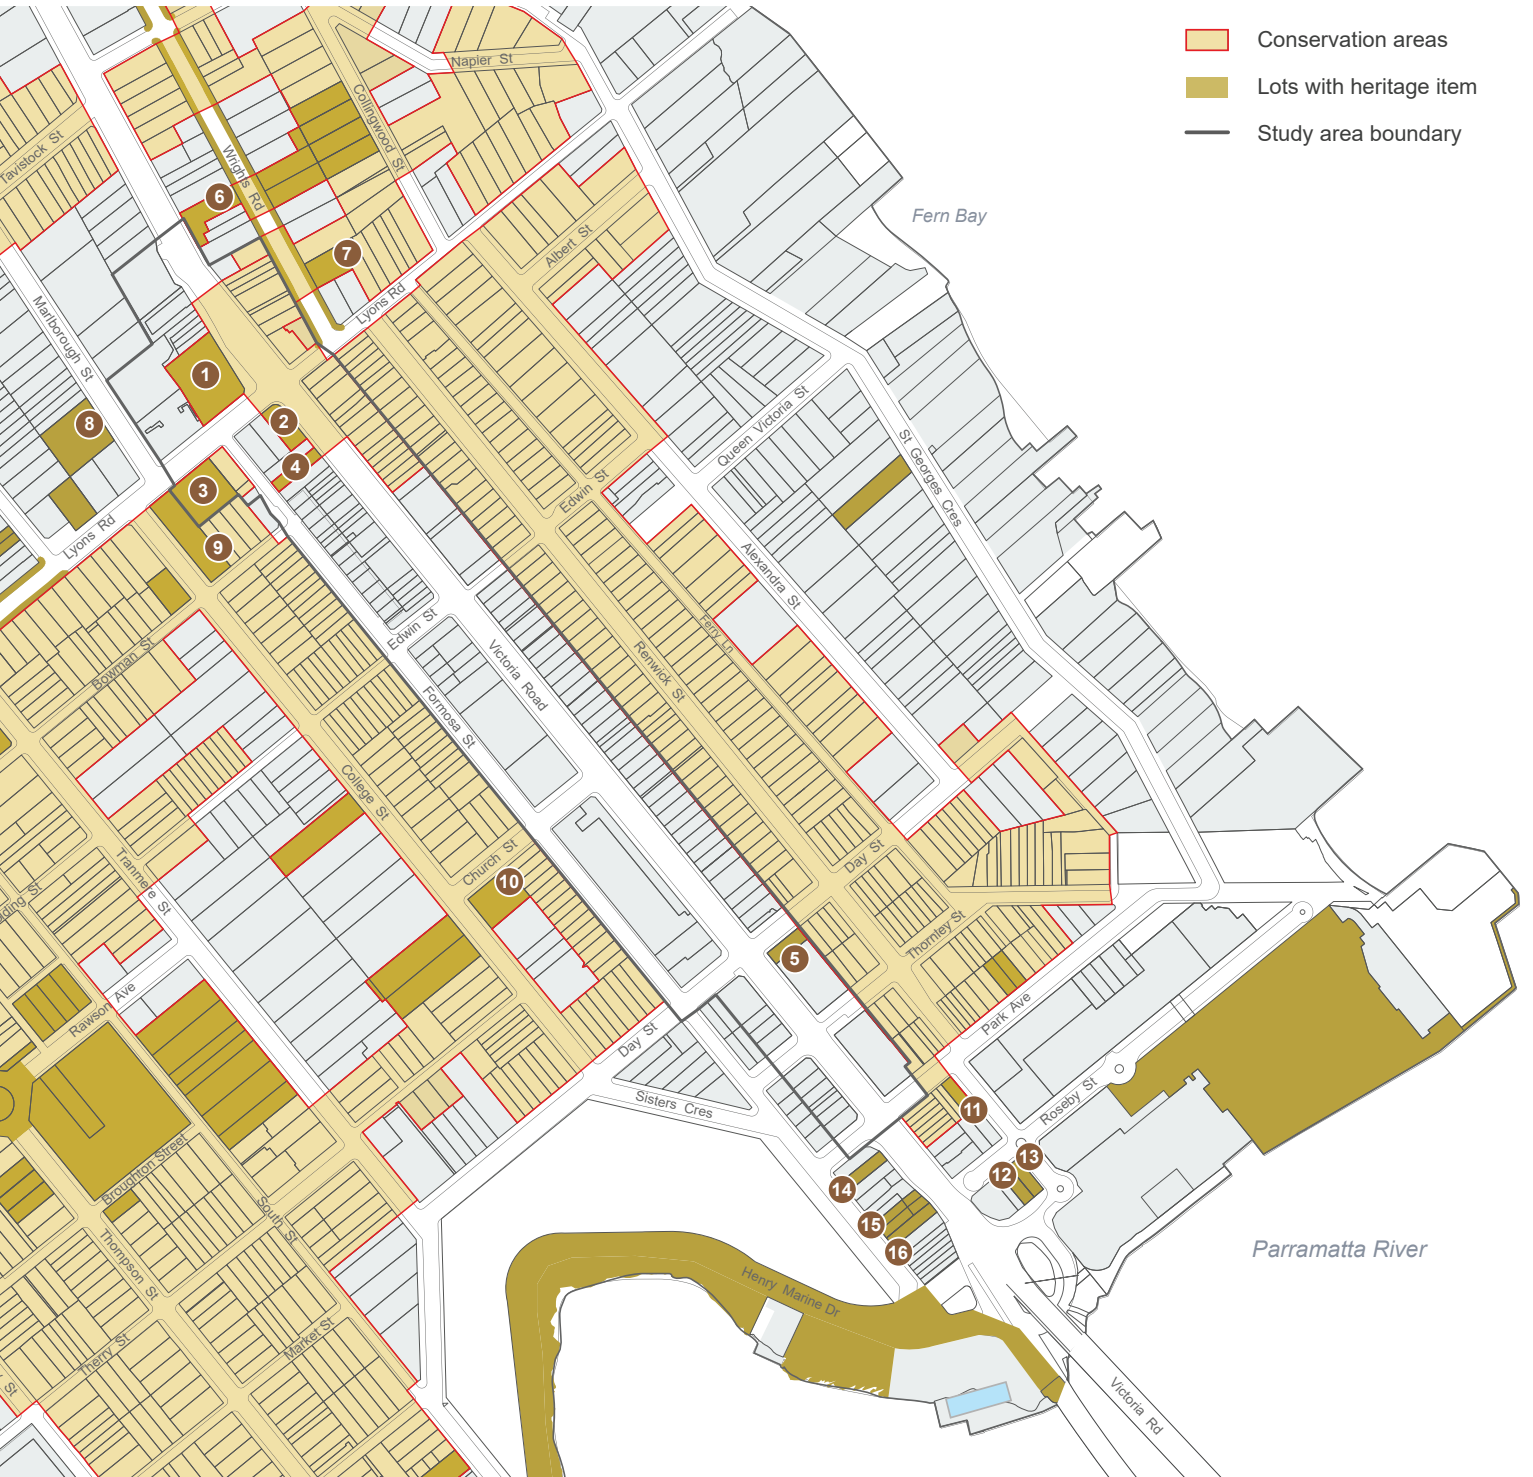 Conservation areas
Lots with heritage item
Study area boundary
Napier St
Collingwood St
Tavistock St
Wrights Rd
6
7
Fern Bay
Albert St
Lyons Rd
Marlborough St
1
8
2
4
3
9
Lyons Rd
Queen Victoria St
St Georges Cres
Edwin St
Alexandra St
Ferry Ln
Renwick St
Edwin St
Victoria Road
Formosa St
Bowman St
College St
Church St
10
Day St
Tranmere St
ding St
Thornley St
5
Park Ave
Rawson Ave
Day St
Sisters Cres
Roseby St
11
13
12
14
15
16
Broughton Street
South St
Thompson St
Market St
Therry St
St
Henry Marine Dr
Parramatta River
Victoria Rd